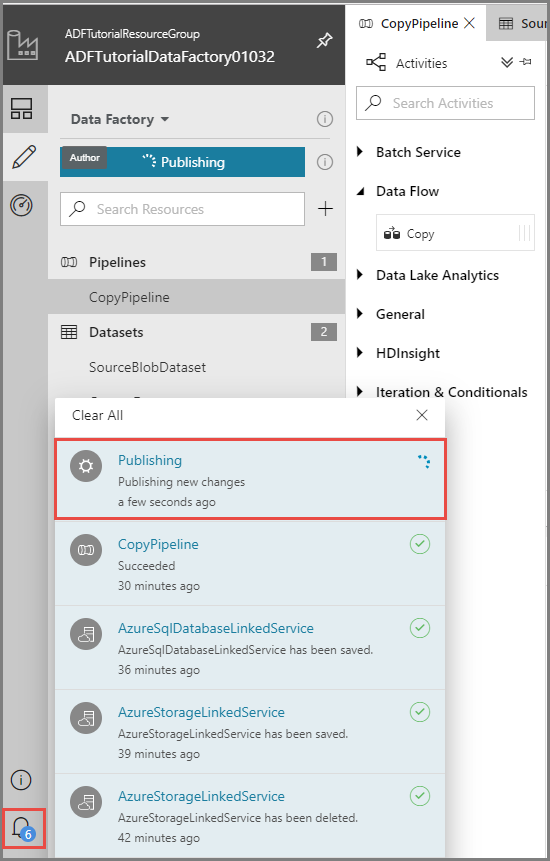 ADFTutorialResourceGroup
ADFTutorialDataFactory01032
Data Factory
Author
Publishing
Search Resources
Pipelines 1
CopyPipeline
Datasets 2
SourceBlobDataset
CopyPipeline
Activities
Search Activities
Batch Service
Data Flow
Copy
Data Lake Analytics
General
HDInsight
Iteration & Conditionals
Clear All
Publishing
Publishing new changes
a few seconds ago
CopyPipeline
Succeeded
30 minutes ago
AzureSqlDatabaseLinkedService
AzureSqlDatabaseLinkedService has been saved.
36 minutes ago
AzureStorageLinkedService
AzureStorageLinkedService has been saved.
39 minutes ago
AzureStorageLinkedService
AzureStorageLinkedService has been deleted.
42 minutes ago
6